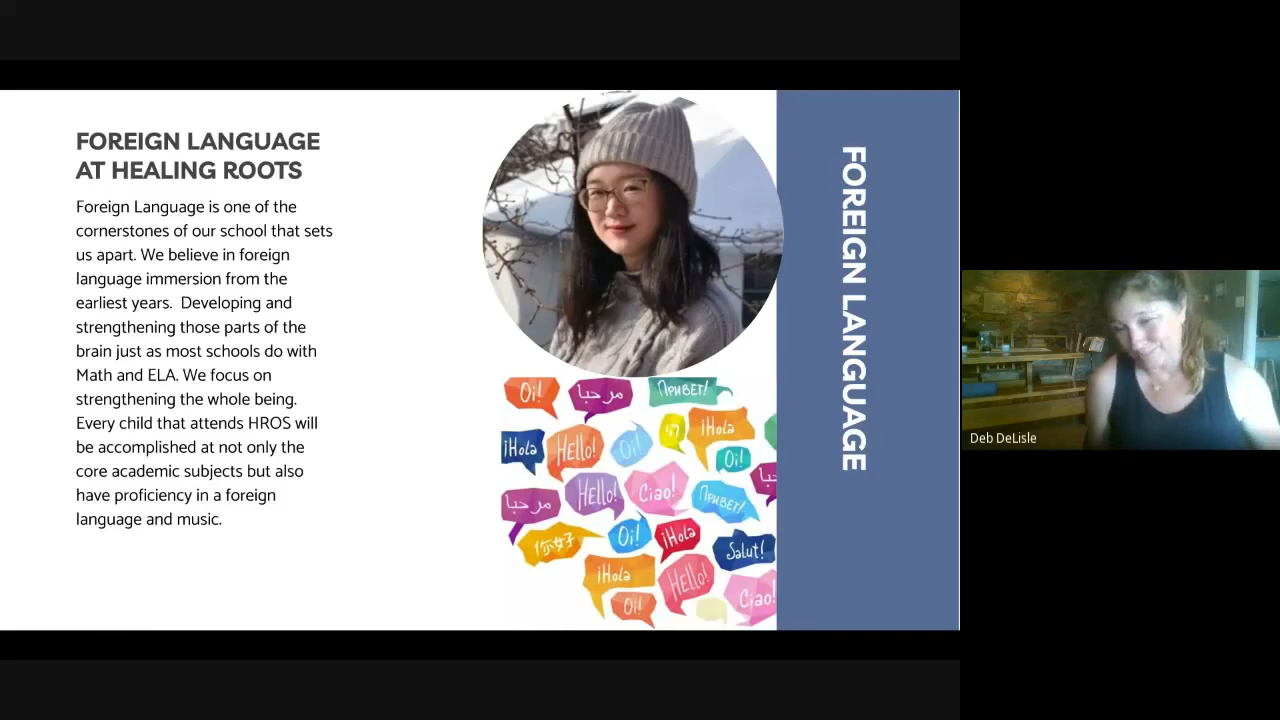 FOREIGN LANGUAGE
AT HEALING ROOTS
Foreign Language is one of the
cornerstones of our school that sets
us apart. We believe in foreign
language immersion from the
earliest years.  Developing and
strengthening those parts of the
brain just as most schools do with
Math and ELA. We focus on
strengthening the whole being.
Every child that attends HROS will
be accomplished at not only the
core academic subjects but also
have proficiency in a foreign
language and music.
Oi! مرحبا Привет!
¡Hola Hello! Oi! ¡Hola
Oi!
مرحبا Hello! Ciao! Привет!
你好 Oi! ¡Hola Salut!
¡Hola Hello!
Oi! Ciao!
FOREIGN LANGUAGE
Deb DeLisle